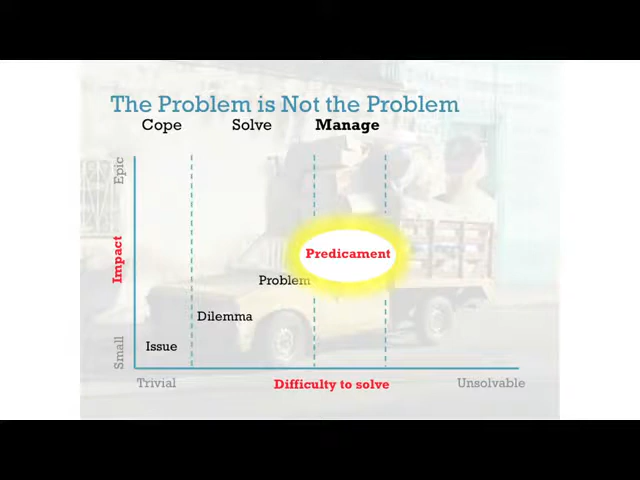 The Problem is Not the Problem
Cope Solve Manage
Epic
Impact
Small
Predicament
Problem
Dilemma
Issue
Trivial Difficulty to solve Unsolvable